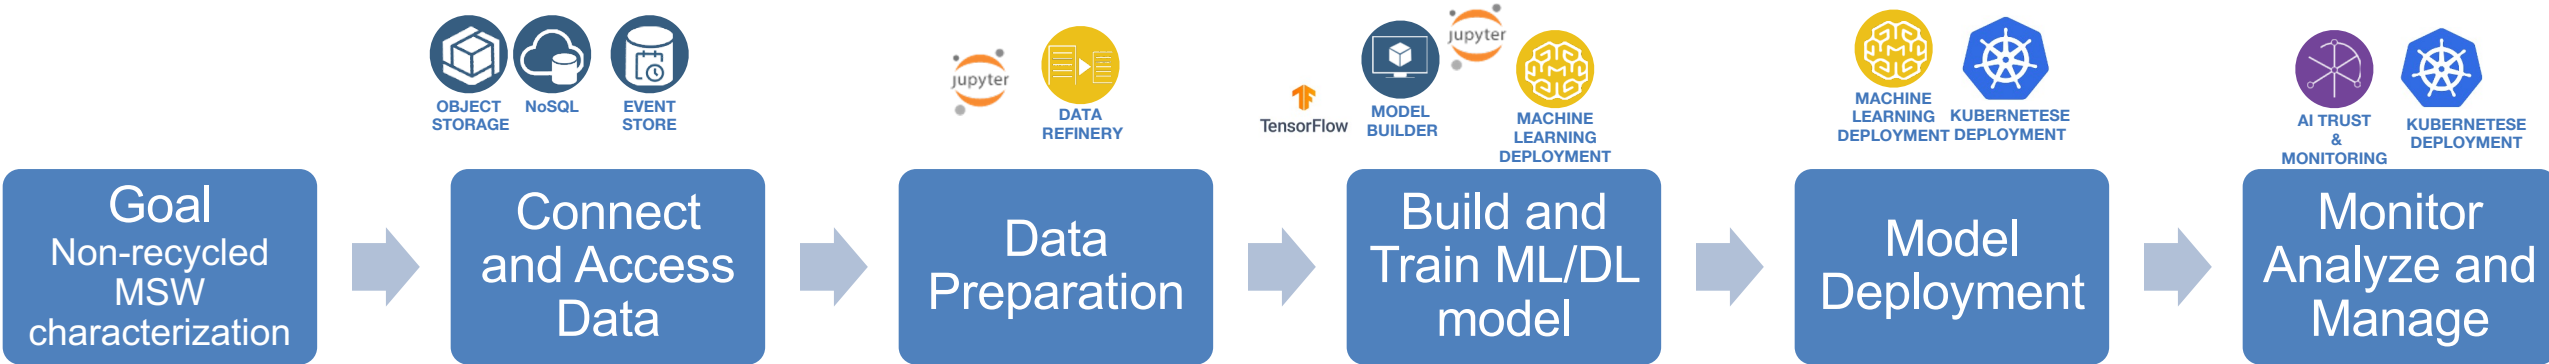 OBJECT
STORAGE
NoSQL
EVENT
STORE
jupyter
DATA
REFINERY
TensorFlow
MODEL
BUILDER
jupyter
MACHINE
LEARNING
DEPLOYMENT
MACHINE
LEARNING
DEPLOYMENT
KUBERNETESE
DEPLOYMENT
AI TRUST
&
MONITORING
KUBERNETESE
DEPLOYMENT
Goal
Non-recycled
MSW
characterization
Connect
and Access
Data
Data
Preparation
Build and
Train ML/DL
model
Model
Deployment
Monitor
Analyze and
Manage